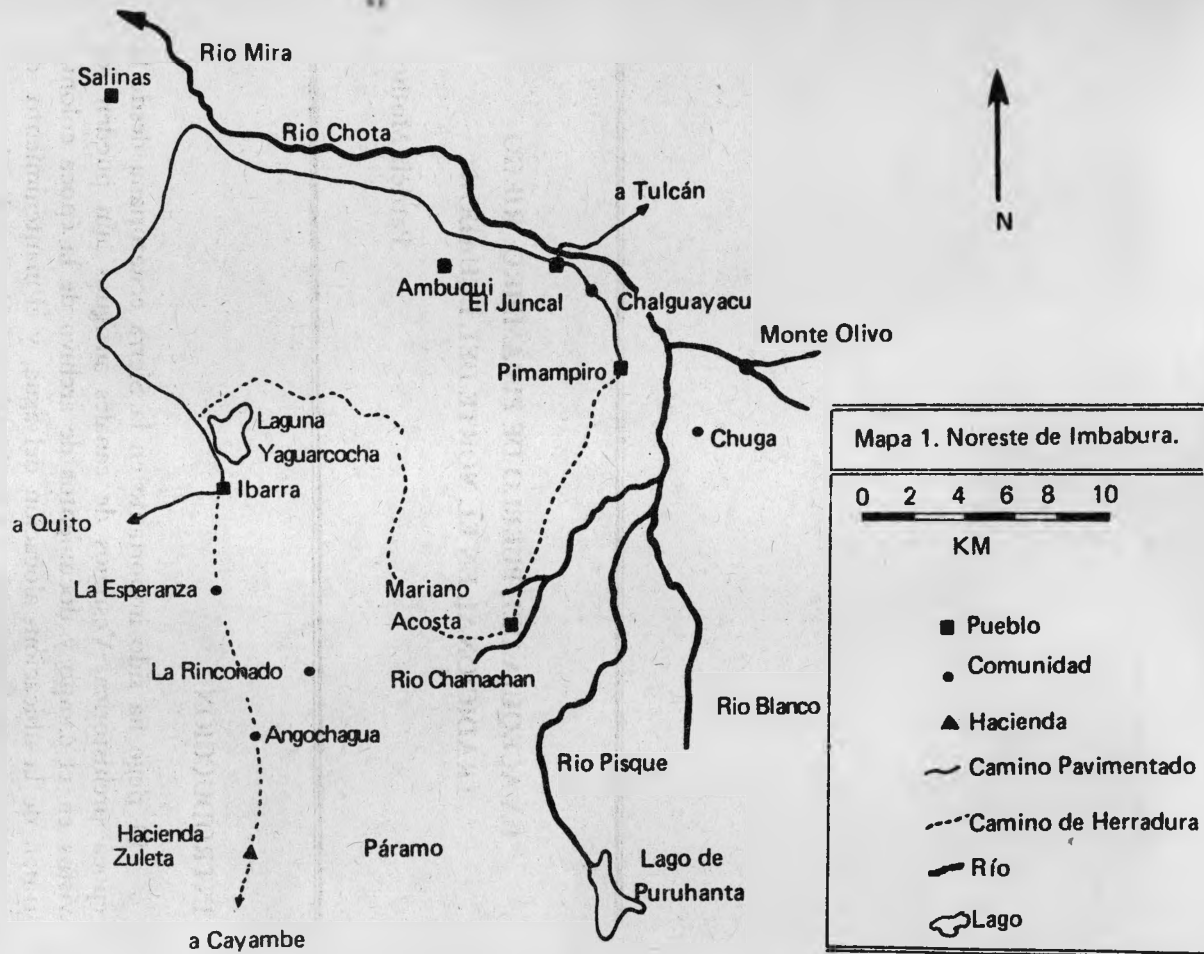 Rio Mira
Salinas
Rio Chota
a Tulcán
N
Ambuqui
El Juncal
Chalguayacu
Monte Olivo
Pimampiro
Laguna
Yaguarcocha
Chuga
Ibarra
a Quito
La Esperanza
Mariano
Acosta
La Rinconado
Rio Chamachan
Rio Blanco
Angochagua
Rio Pisque
Hacienda
Zuleta
Páramo
Lago de
Puruhanta
a Cayambe
Mapa 1. Noreste de Imbabura.
0 2 4 6 8 10
KM
Pueblo
Comunidad
Hacienda
Camino Pavimentado
Camino de Herradura
Río
Lago